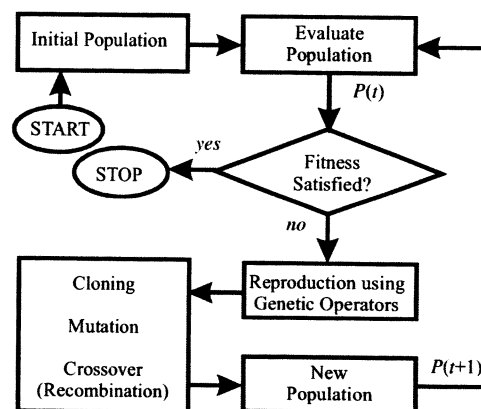 Initial Population
Evaluate
Population
P(t)
START
yes
STOP
Fitness
Satisfied?
no
Reproduction using
Genetic Operators
Cloning
Mutation
Crossover
(Recombination)
New
Population
P(t+1)